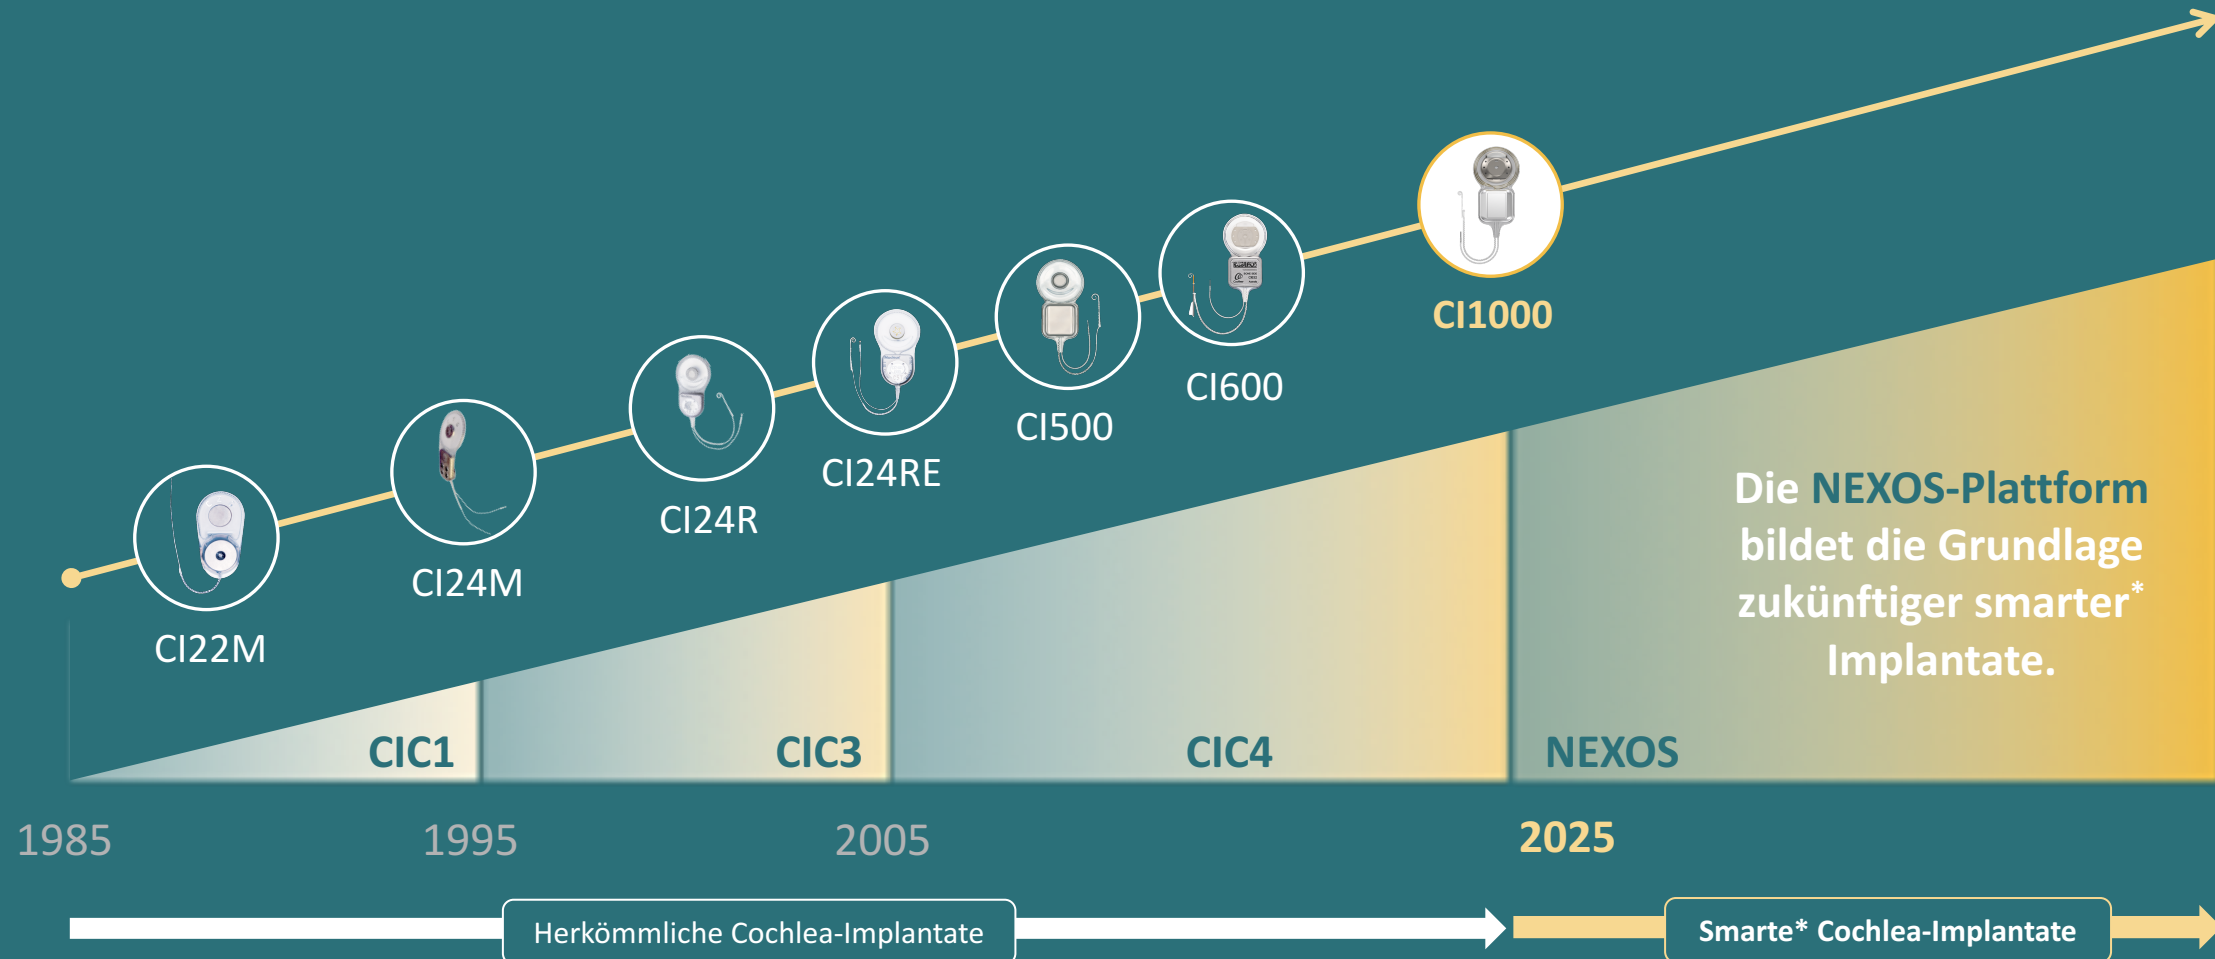 CI1000
CI600
CI500
CI24RE
CI24R
CI24M
CI22M
Die NEXOS-Plattform
bildet die Grundlage
zukünftiger smarter*
Implantate.
CIC1
CIC3
CIC4
NEXOS
1985
1995
2005
2025
Herkömmliche Cochlea-Implantate
Smarte* Cochlea-Implantate